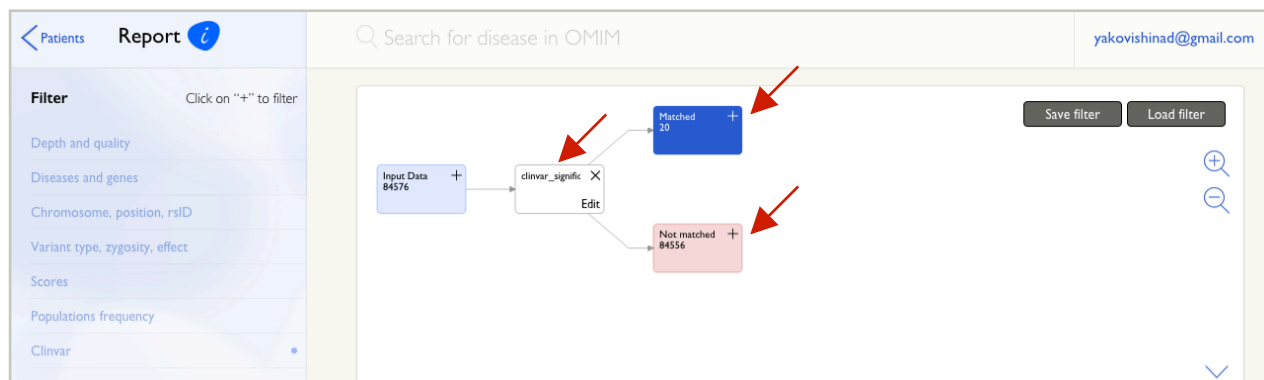 Patients
Report i
Search for disease in OMIM
yakovishinad@gmail.com
Filter
Click on "+" to filter
Depth and quality
Diseases and genes
Chromosome, position, rsID
Variant type, zygosity, effect
Scores
Populations frequency
Clinvar
Save filter
Load filter
Matched +
20
Input Data +
84576
clinvar_signific ×
Edit
Not matched +
84556